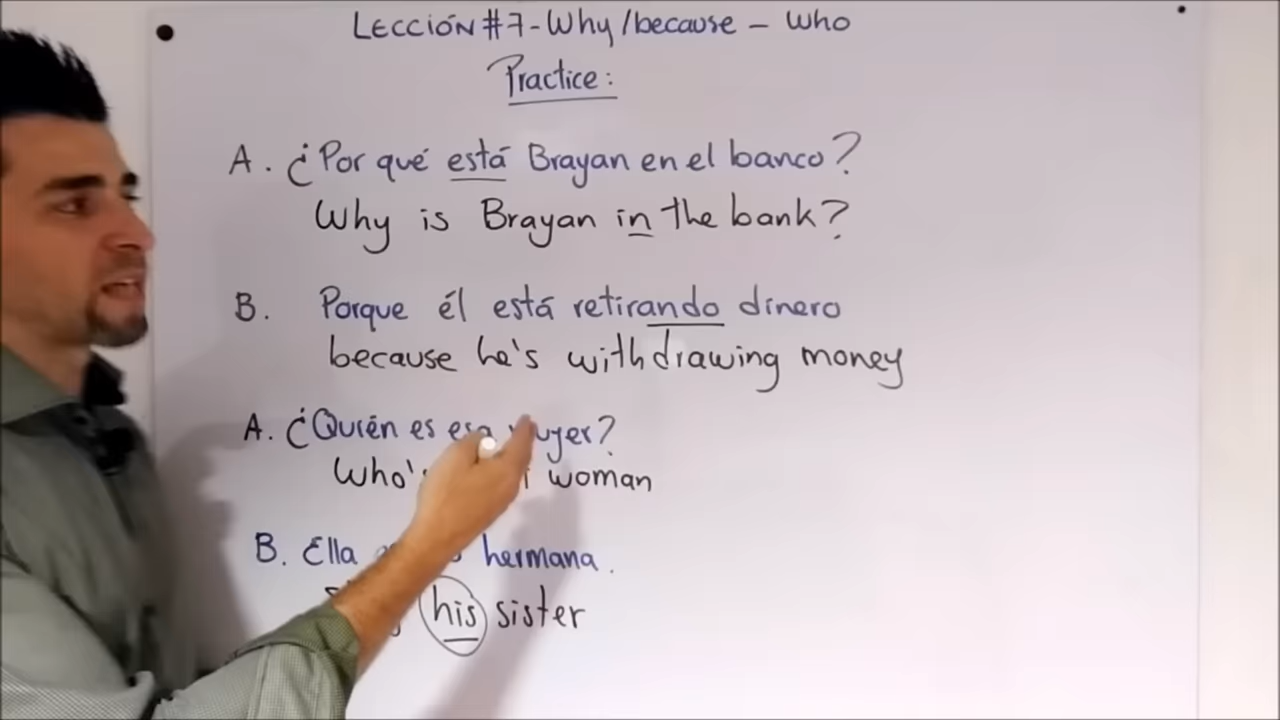 LECCIÓN #7 - Why/because - who
Practice:
A. ¿Por qué está Brayan en el banco?
Why is Brayan in the bank?
B. Porque él está retirando dinero
because he's withdrawing money
A. ¿Quién es esa
woman
B. Ella hermana.
his sister